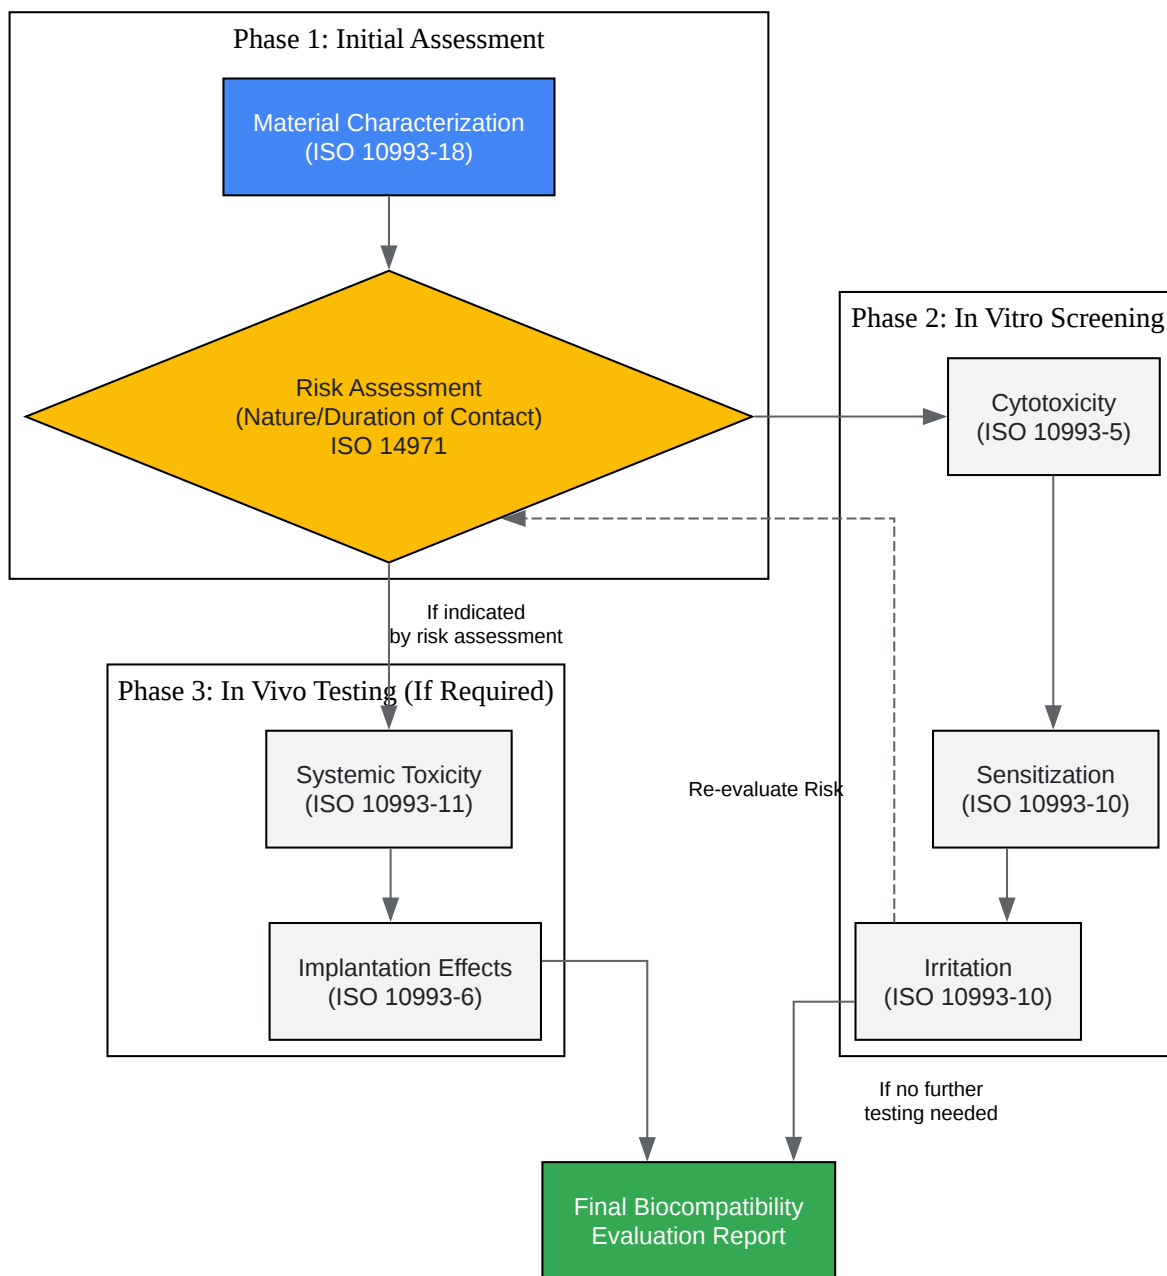 Phase 1: Initial Assessment
Material Characterization
(ISO 10993-18)
Risk Assessment
(Nature/Duration of Contact)
ISO 14971
Phase 2: In Vitro Screening
Cytotoxicity
(ISO 10993-5)
If indicated
by risk assessment
Phase 3: In Vivo Testing (If Required)
Systemic Toxicity
(ISO 10993-11)
Re-evaluate Risk
Sensitization
(ISO 10993-10)
Implantation Effects
(ISO 10993-6)
Irritation
(ISO 10993-10)
If no further
testing needed
Final Biocompatibility
Evaluation Report